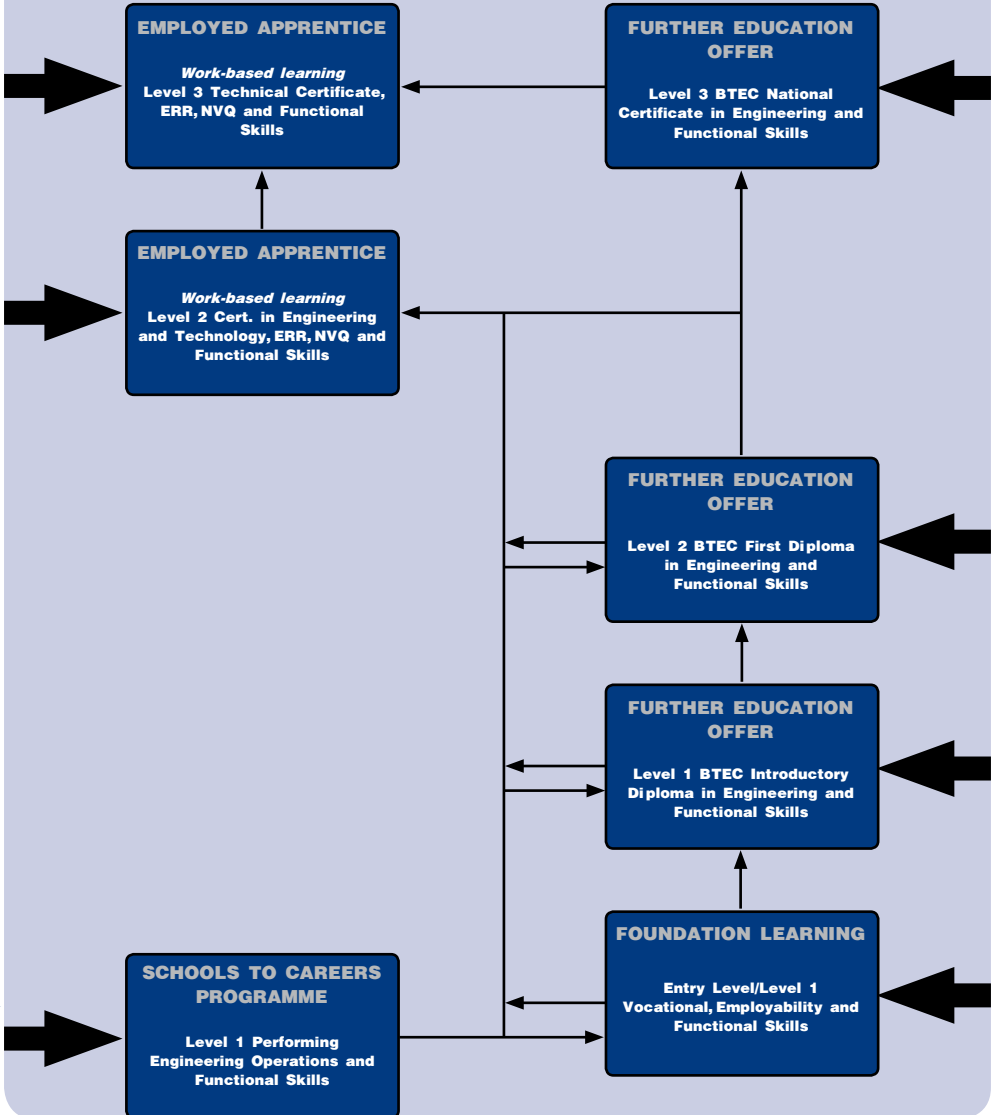 EMPLOYED APPRENTICE
Work-based learning
Level 3 Technical Certificate,
ERR, NVQ and Functional
Skills
FURTHER EDUCATION
OFFER
Level 3 BTEC National
Certificate in Engineering and
Functional Skills
EMPLOYED APPRENTICE
Work-based learning
Level 2 Cert. in Engineering
and Technology, ERR, NVQ and
Functional Skills
FURTHER EDUCATION
OFFER
Level 2 BTEC First Diploma
in Engineering and
Functional Skills
FURTHER EDUCATION
OFFER
Level 1 BTEC Introductory
Diploma in Engineering and
Functional Skills
FOUNDATION LEARNING
Entry Level/Level 1
Vocational, Employability and
Functional Skills
SCHOOLS TO CAREERS
PROGRAMME
Level 1 Performing
Engineering Operations and
Functional Skills